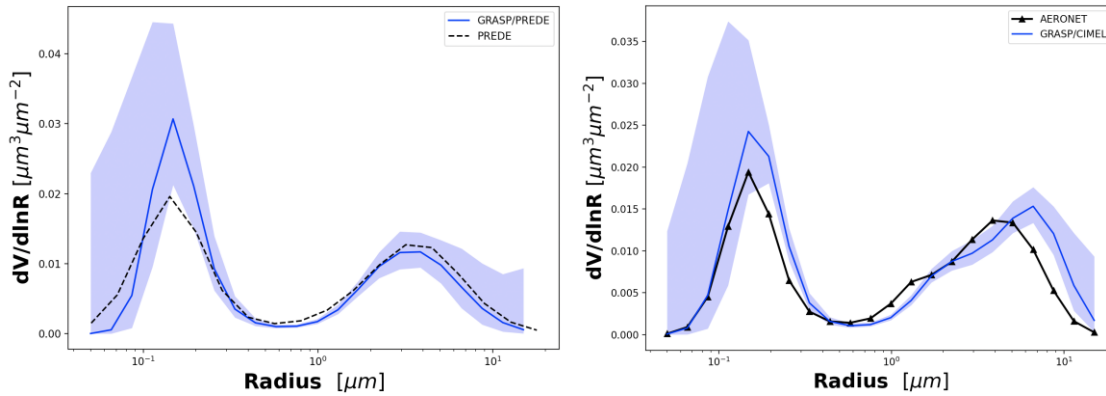 GRASP/PREDE
PREDE
0.04
0.03
0.02
0.01
0.00
dV/dlnR [μm³μm⁻²]
10⁻¹
10⁰
10¹
Radius [μm]
AERONET
GRASP/CIMEL
0.035
0.030
0.025
0.020
0.015
0.010
0.005
0.000
dV/dlnR [μm³μm⁻²]
10⁻¹
10⁰
10¹
Radius [μm]